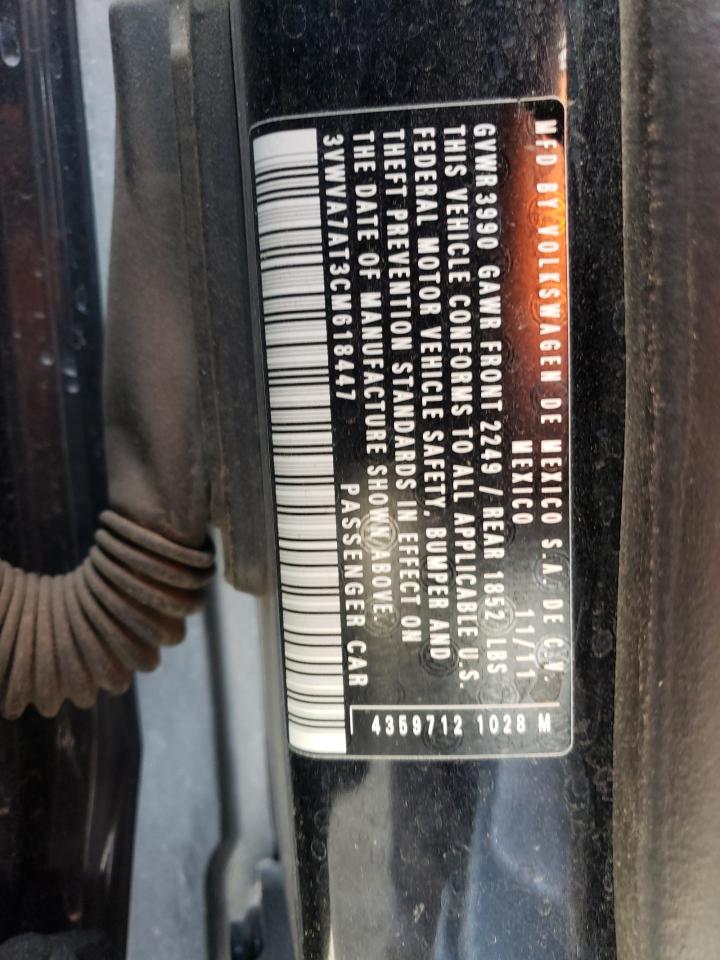 MFD BY VOLKSWAGEN DE MEXICO S.A. DE C.V.
MEXICO 11/11
GVWR 3990 GAWR FRONT 2249 / REAR 1852 LBS
THIS VEHICLE CONFORMS TO ALL APPLICABLE U.S.
FEDERAL MOTOR VEHICLE SAFETY, BUMPER AND
THEFT PREVENTION STANDARDS IN EFFECT ON
THE DATE OF MANUFACTURE SHOWN ABOVE.
3VWVA7AT3CM618447 PASSENGER CAR
4359712 1028 M